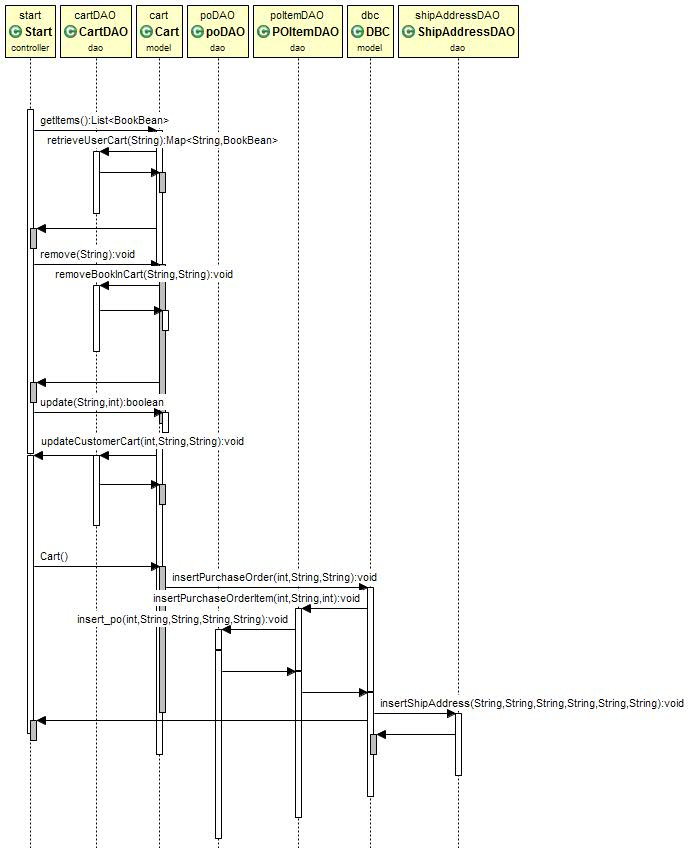 start
C Start
controller
cartDAO
C CartDAO
dao
cart
C Cart
model
poDAO
C poDAO
dao
poItemDAO
C POItemDAO
dao
dbc
C DBC
model
shipAddressDAO
C ShipAddressDAO
dao
getItems():List<BookBean>
retrieveUserCart(String):Map<String,BookBean>
remove(String):void
removeBookInCart(String,String):void
update(String,int):boolean
updateCustomerCart(int,String,String):void
Cart()
insertPurchaseOrder(int,String,String):void
insertPurchaseOrderItem(int,String,int):void
insert_po(int,String,String,String,String):void
insertShipAddress(String,String,String,String,String,String):void